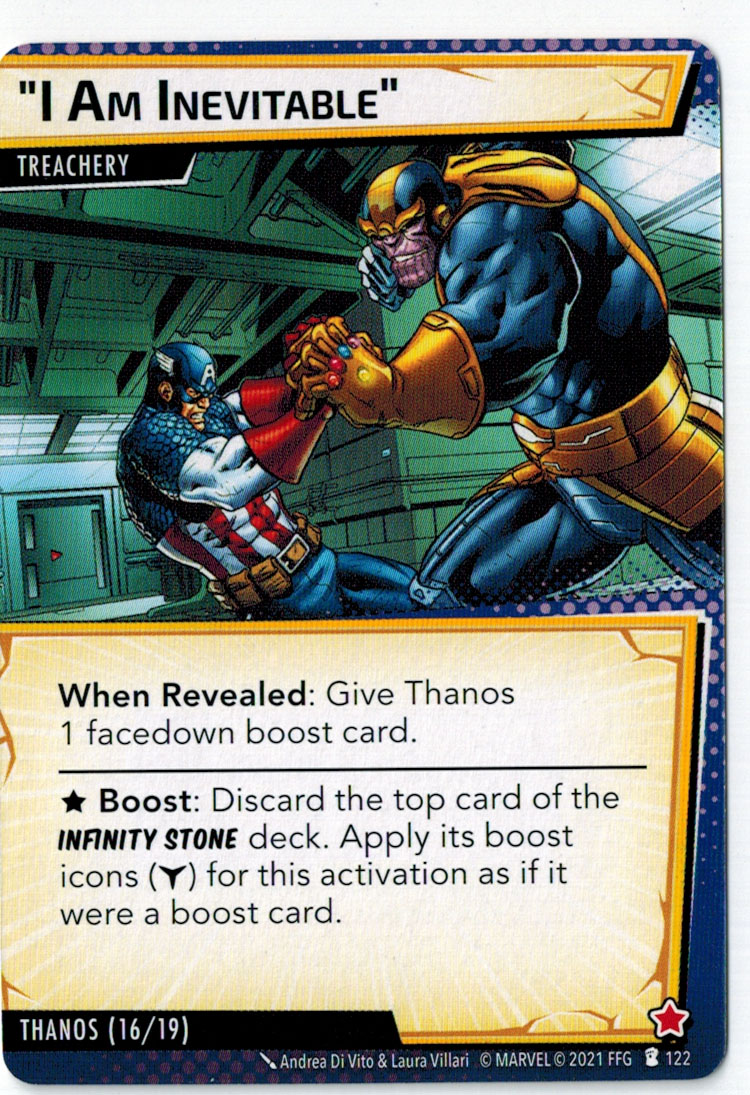 "I Am Inevitable"
TREACHERY
When Revealed: Give Thanos
1 facedown boost card.
★ Boost: Discard the top card of the
INFINITY STONE deck. Apply its boost
icons () for this activation as if it
were a boost card.
THANOS (16/19)
Andrea Di Vito & Laura Villari © MARVEL © 2021 FFG 122